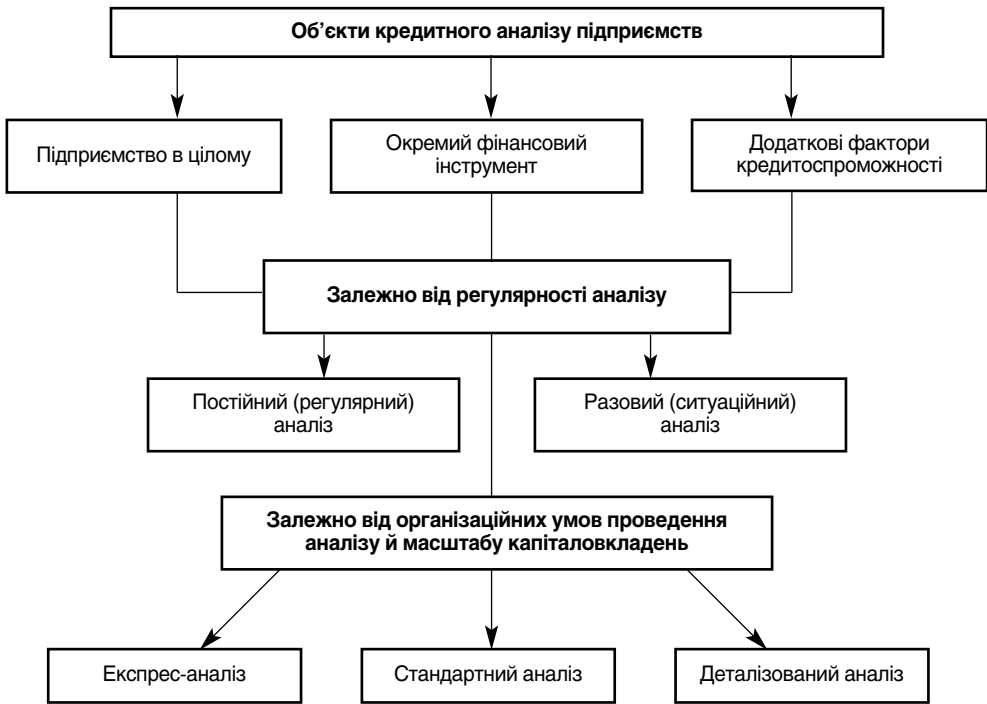 Об’єкти кредитного аналізу підприємств
Підприємство в цілому
Окремий фінансовий
інструмент
Додаткові фактори
кредитоспроможності
Залежно від регулярності аналізу
Постійний (регулярний)
аналіз
Разовий (ситуаційний)
аналіз
Залежно від організаційних умов проведення
аналізу й масштабу капіталовкладень
Експрес-аналіз
Стандартний аналіз
Деталізований аналіз